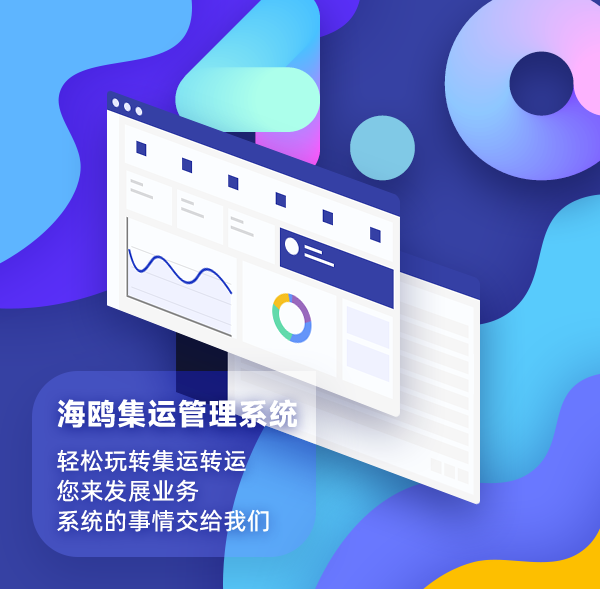 海鸥集运管理系统
轻松玩转集运转运
您来发展业务
系统的事情交给我们